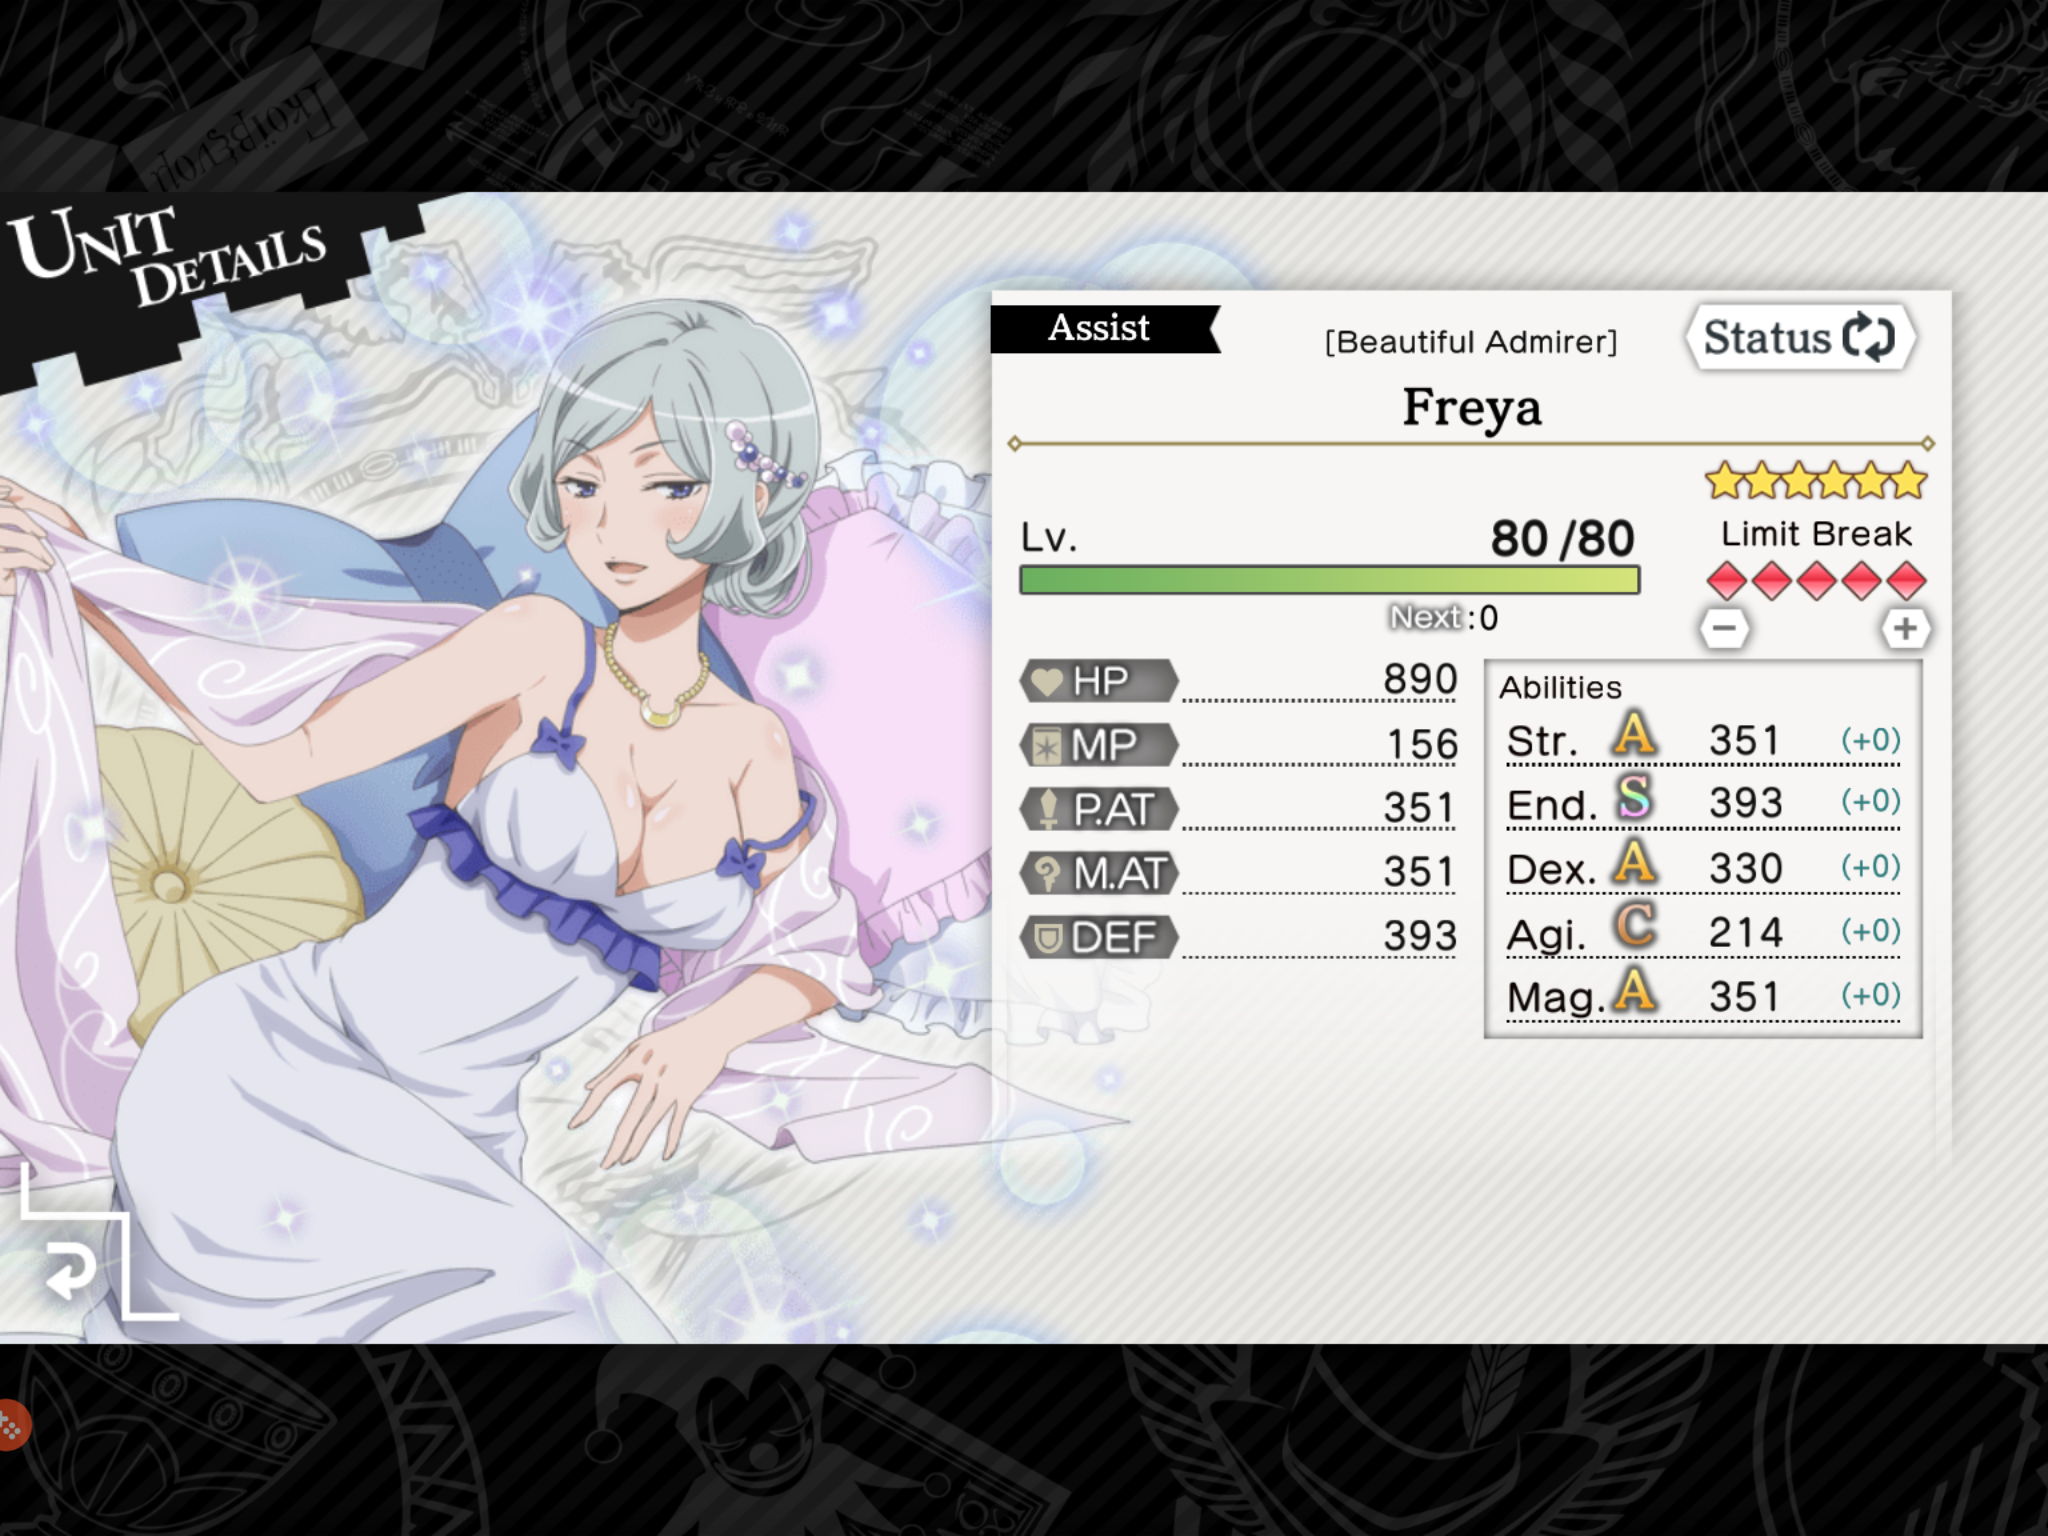 UNIT
DETAILS
Assist
[Beautiful Admirer]
Status
Freya
Lv.
80 /80
Limit Break
Next:0
HP 890
MP 156
P.AT 351
M.AT 351
DEF 393
Abilities
Str. A 351 (+0)
End. S 393 (+0)
Dex. A 330 (+0)
Agi. C 214 (+0)
Mag. A 351 (+0)